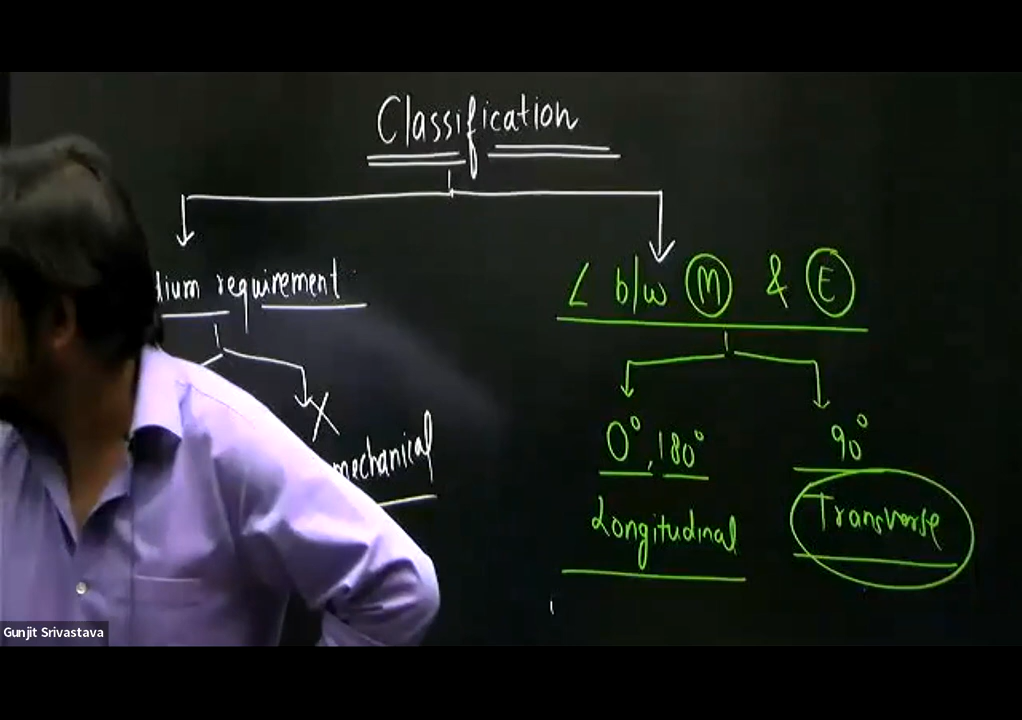 Classification
dium requirement
∠ b/w M & E
X
mechanical
0°, 180°
90°
Longitudinal
Transverse
Gunjit Srivastava